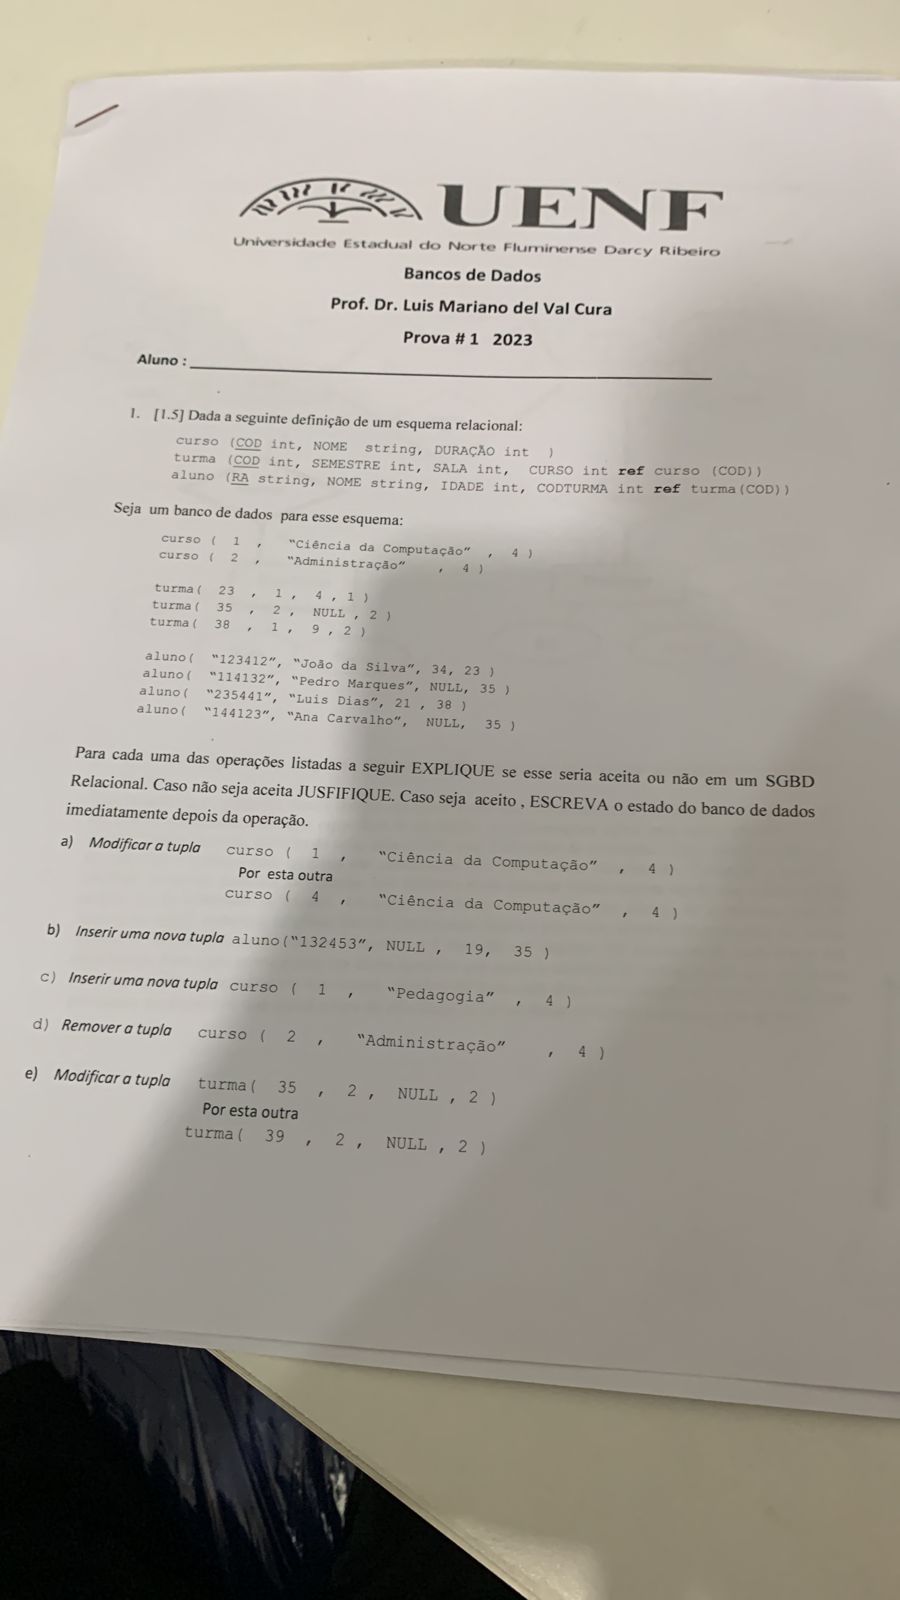 UENF
Universidade Estadual do Norte Fluminense Darcy Ribeiro
Bancos de Dados
Prof. Dr. Luis Mariano del Val Cura
Prova # 1 2023
Aluno :
1. [1.5] Dada a seguinte definição de um esquema relacional:
curso (COD int, NOME string, DURAÇÃO int )
turma (COD int, SEMESTRE int, SALA int, CURSO int ref curso (COD))
aluno (RA string, NOME string, IDADE int, CODTURMA int ref turma(COD))
Seja um banco de dados para esse esquema:
curso ( 1 , "Ciência da Computação" , 4 )
curso ( 2 , "Administração" , 4 )
turma( 23 , 1 , 4 , 1 )
turma( 35 , 2 , NULL , 2 )
turma( 38 , 1 , 9 , 2 )
aluno( "123412", "João da Silva", 34, 23 )
aluno( "114132", "Pedro Marques", NULL, 35 )
aluno( "235441", "Luis Dias", 21 , 38 )
aluno( "144123", "Ana Carvalho", NULL, 35 )
Para cada uma das operações listadas a seguir EXPLIQUE se esse seria aceita ou não em um SGBD
Relacional. Caso não seja aceita JUSFIFIQUE. Caso seja aceito , ESCREVA o estado do banco de dados
imediatamente depois da operação.
a) Modificar a tupla curso ( 1 , "Ciência da Computação" , 4 )
Por esta outra
curso ( 4 , "Ciência da Computação" , 4 )
b) Inserir uma nova tupla aluno("132453", NULL , 19, 35 )
c) Inserir uma nova tupla curso ( 1 , "Pedagogia" , 4 )
d) Remover a tupla curso ( 2 , "Administração" , 4 )
e) Modificar a tupla turma( 35 , 2 , NULL , 2 )
Por esta outra
turma( 39 , 2 , NULL , 2 )